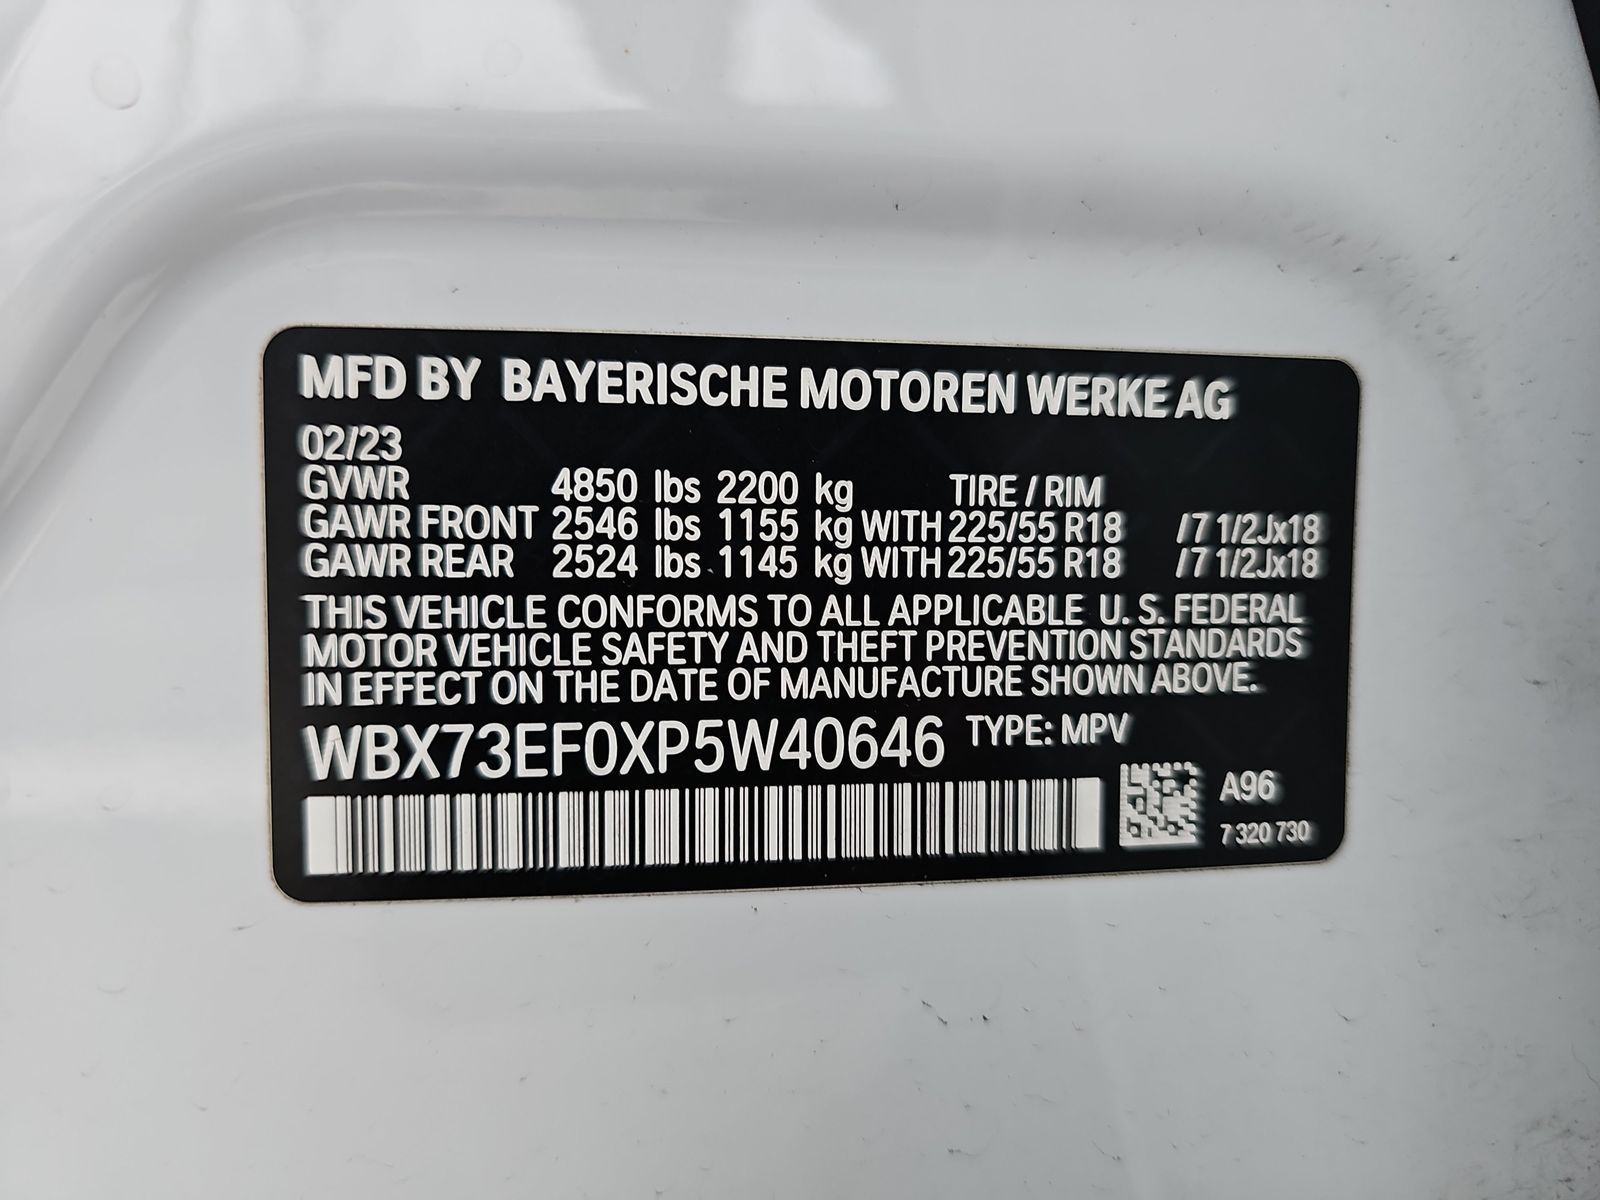 MFD BY BAYERISCHE MOTOREN WERKE AG
02/23
GVWR 4850 lbs 2200 kg TIRE / RIM
GAWR FRONT 2546 lbs 1155 kg WITH 225/55 R18 /7 1/2Jx18
GAWR REAR 2524 lbs 1145 kg WITH 225/55 R18 /7 1/2Jx18
THIS VEHICLE CONFORMS TO ALL APPLICABLE U. S. FEDERAL
MOTOR VEHICLE SAFETY AND THEFT PREVENTION STANDARDS
IN EFFECT ON THE DATE OF MANUFACTURE SHOWN ABOVE.
WBX73EF0XP5W40646 TYPE: MPV
A96
7 320 730